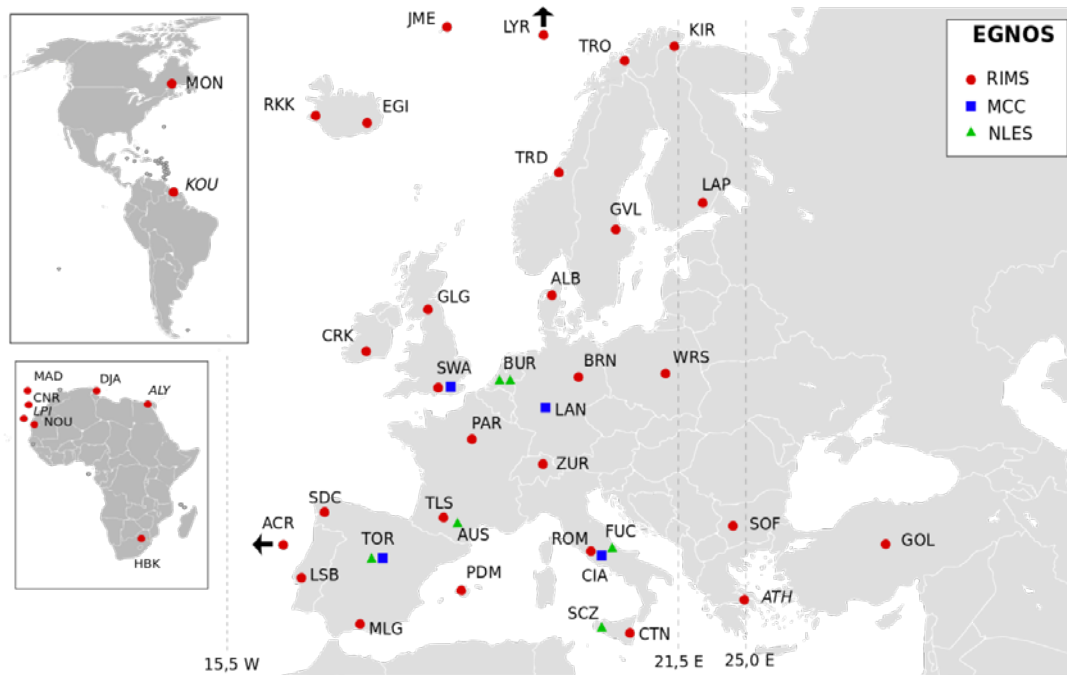 JME
LYR
TRO
KIR
EGNOS
RIMS
MCC
NLES
MON
RKK
EGI
TRD
KOU
LAP
GVL
ALB
GLG
CRK
SWA
BUR
BRN
WRS
MAD
DJA
CNR
ALY
LPI
NOU
LAN
PAR
ZUR
SDC
TLS
ACR
TOR
AUS
ROM
FUC
SOF
GOL
HBK
LSB
PDM
CIA
ATH
MLG
SCZ
CTN
15,5 W
21,5 E
25,0 E